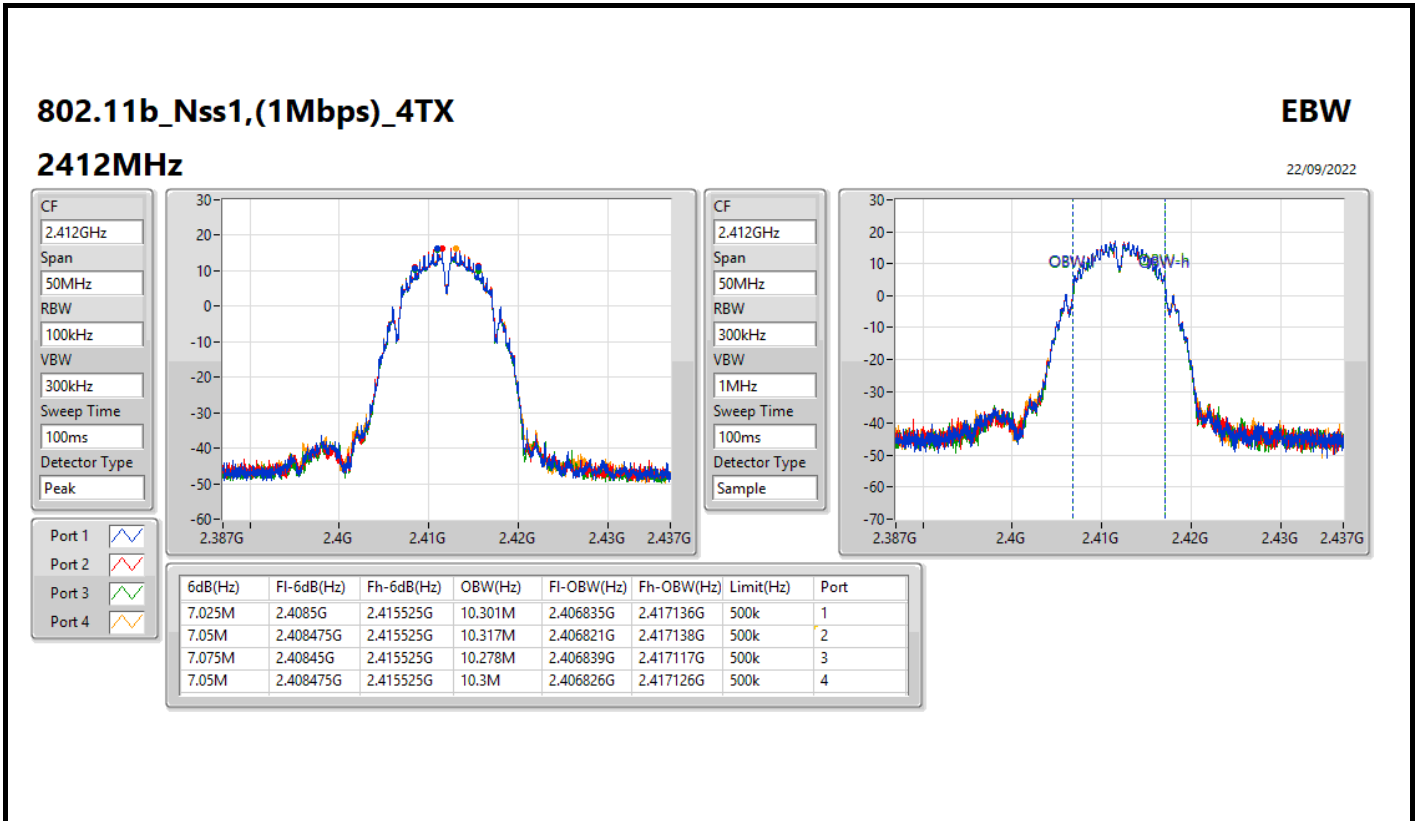 802.11b_Nss1,(1Mbps)_4TX
EBW
2412MHz
22/09/2022
CF
2.412GHz
Span
50MHz
RBW
100kHz
VBW
300kHz
Sweep Time
100ms
Detector Type
Peak
30
20
10
0
-10
-20
-30
-40
-50
-60
2.387G 2.4G 2.41G 2.42G 2.43G 2.437G
CF
2.412GHz
Span
50MHz
RBW
300kHz
VBW
1MHz
Sweep Time
100ms
Detector Type
Sample
30
20
10
0
-10
-20
-30
-40
-50
-60
-70
OBW OBW-h
2.387G 2.4G 2.41G 2.42G 2.43G 2.437G
Port 1
Port 2
Port 3
Port 4
6dB(Hz) Fl-6dB(Hz) Fh-6dB(Hz) OBW(Hz) Fl-OBW(Hz) Fh-OBW(Hz) Limit(Hz) Port
7.025M 2.4085G 2.415525G 10.301M 2.406835G 2.417136G 500k 1
7.05M 2.408475G 2.415525G 10.317M 2.406821G 2.417138G 500k 2
7.075M 2.40845G 2.415525G 10.278M 2.406839G 2.417117G 500k 3
7.05M 2.408475G 2.415525G 10.3M 2.406826G 2.417126G 500k 4